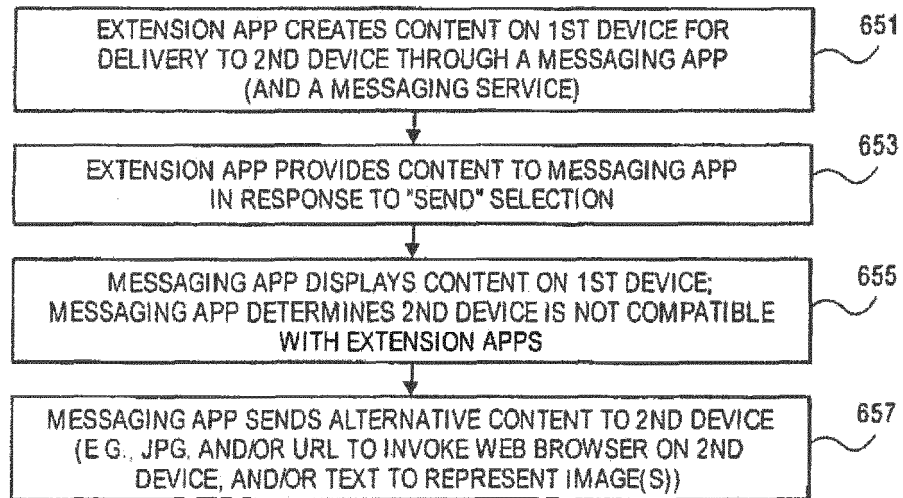 EXTENSION APP CREATES CONTENT ON 1ST DEVICE FOR
DELIVERY TO 2ND DEVICE THROUGH A MESSAGING APP
(AND A MESSAGING SERVICE)
651
EXTENSION APP PROVIDES CONTENT TO MESSAGING APP
IN RESPONSE TO "SEND" SELECTION
653
MESSAGING APP DISPLAYS CONTENT ON 1ST DEVICE;
MESSAGING APP DETERMINES 2ND DEVICE IS NOT COMPATIBLE
WITH EXTENSION APPS
655
MESSAGING APP SENDS ALTERNATIVE CONTENT TO 2ND DEVICE
(E.G., JPG, AND/OR URL TO INVOKE WEB BROWSER ON 2ND
DEVICE, AND/OR TEXT TO REPRESENT IMAGE(S))
657